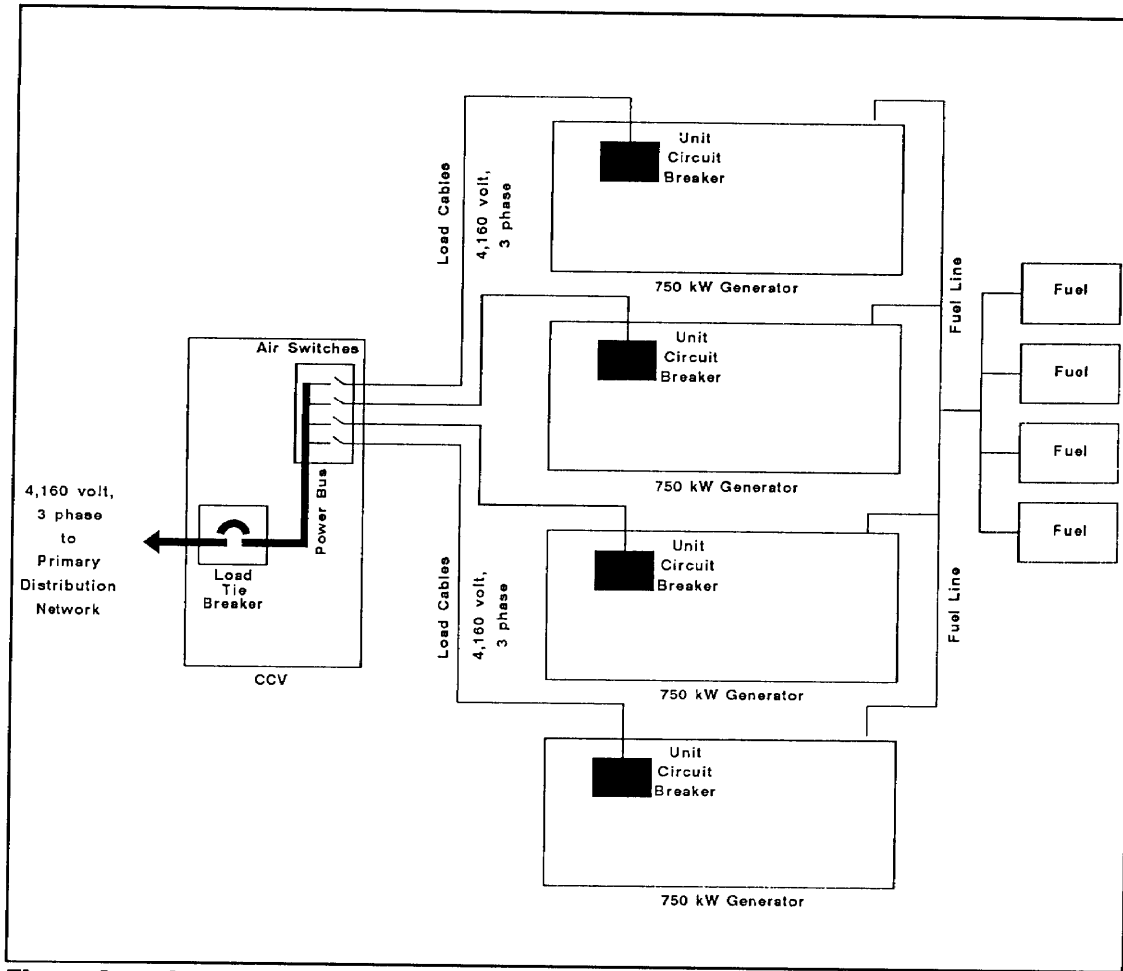 Unit
Circuit
Breaker
750 kW Generator
Load Cables
4,160 volt,
3 phase
Fuel Line
Fuel
Fuel
Fuel
Fuel
Unit
Circuit
Breaker
750 kW Generator
Air Switches
Power Bus
4,160 volt,
3 phase
to
Primary
Distribution
Network
Load
Tie
Breaker
CCV
Unit
Circuit
Breaker
750 kW Generator
Load Cables
4,160 volt,
3 phase
Fuel Line
Unit
Circuit
Breaker
750 kW Generator